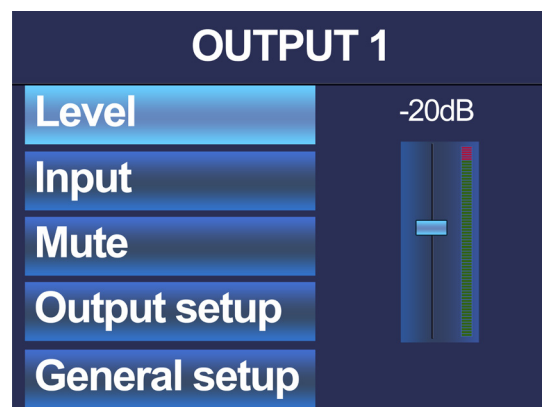 OUTPUT 1
Level
-20dB
Input
Mute
Output setup
General setup